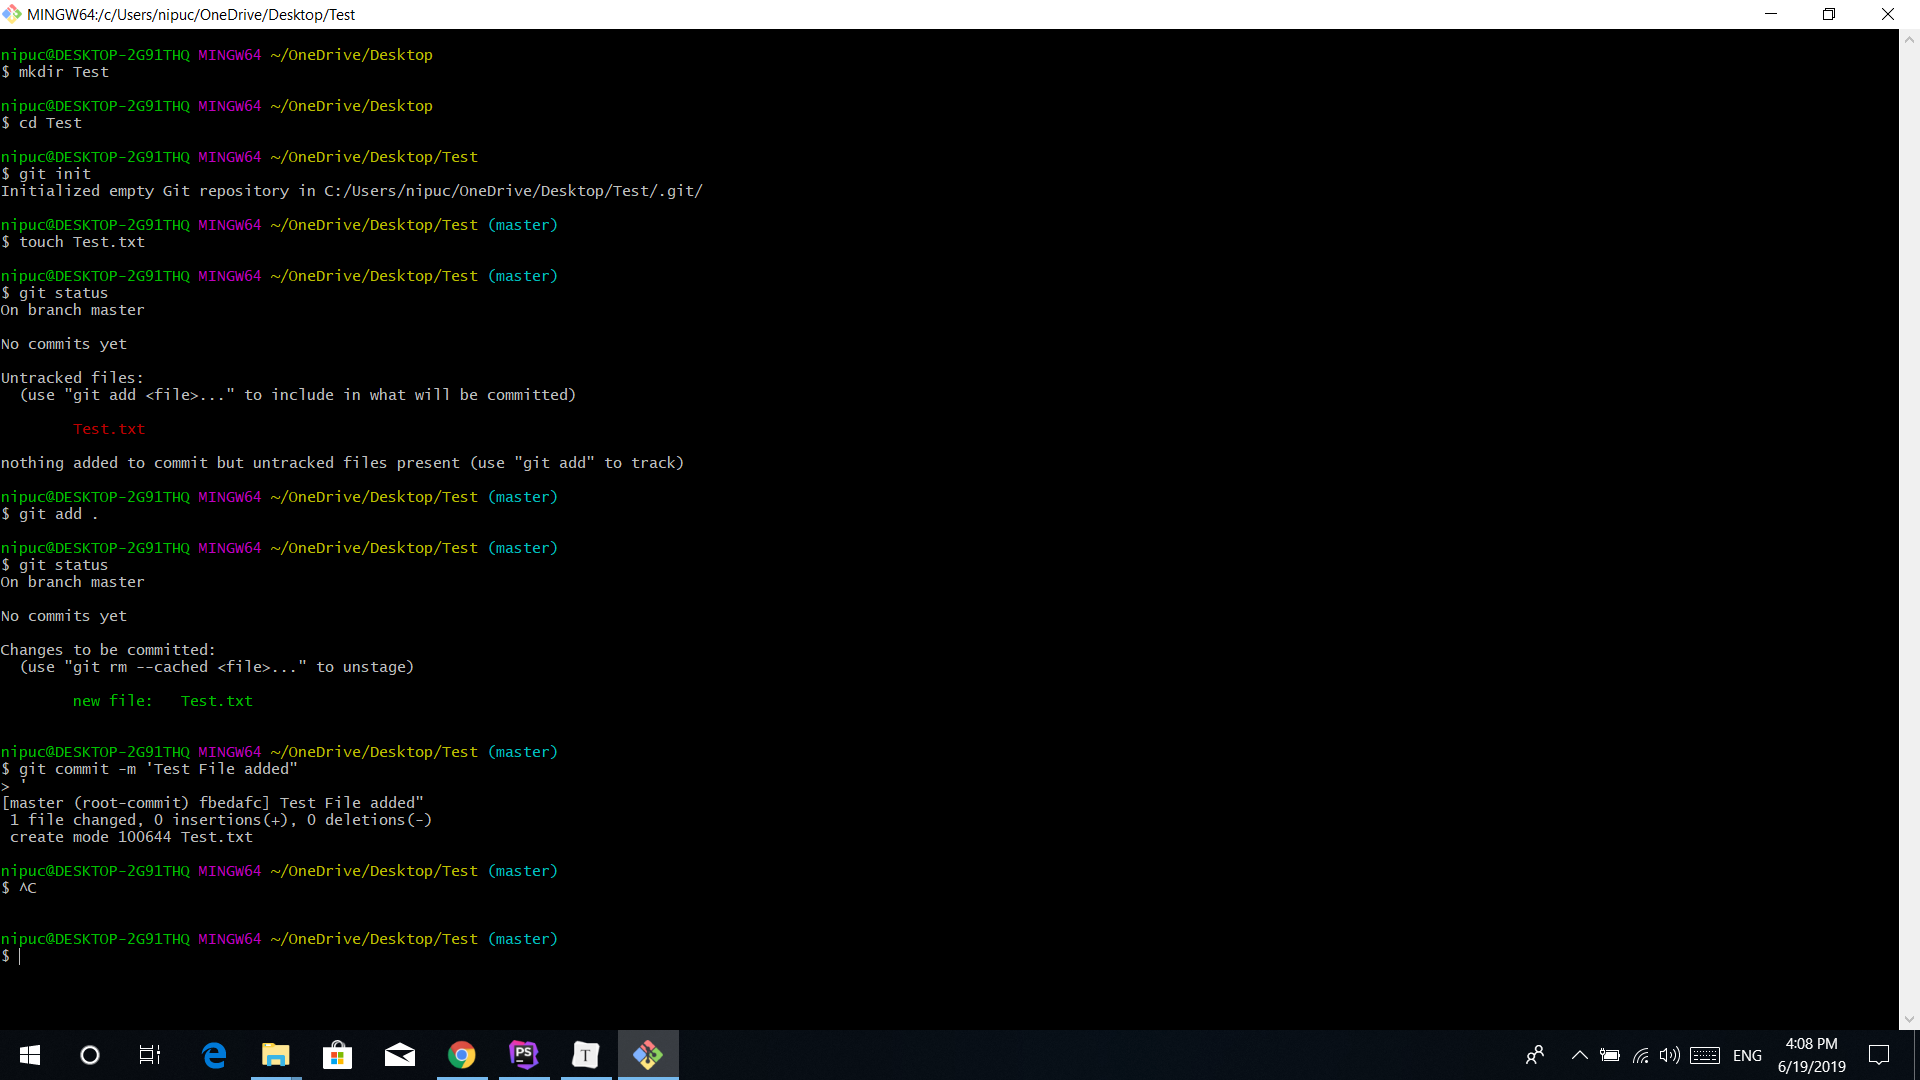 MINGW64:/c/Users/nipuc/OneDrive/Desktop/Test
nipuc@DESKTOP-2G91THQ MINGW64 ~/OneDrive/Desktop
$ mkdir Test
nipuc@DESKTOP-2G91THQ MINGW64 ~/OneDrive/Desktop
$ cd Test
nipuc@DESKTOP-2G91THQ MINGW64 ~/OneDrive/Desktop/Test
$ git init
Initialized empty Git repository in C:/Users/nipuc/OneDrive/Desktop/Test/.git/
nipuc@DESKTOP-2G91THQ MINGW64 ~/OneDrive/Desktop/Test (master)
$ touch Test.txt
nipuc@DESKTOP-2G91THQ MINGW64 ~/OneDrive/Desktop/Test (master)
$ git status
On branch master
No commits yet
Untracked files:
  (use "git add <file>..." to include in what will be committed)
        Test.txt
nothing added to commit but untracked files present (use "git add" to track)
nipuc@DESKTOP-2G91THQ MINGW64 ~/OneDrive/Desktop/Test (master)
$ git add .
nipuc@DESKTOP-2G91THQ MINGW64 ~/OneDrive/Desktop/Test (master)
$ git status
On branch master
No commits yet
Changes to be committed:
  (use "git rm --cached <file>..." to unstage)
        new file:   Test.txt
nipuc@DESKTOP-2G91THQ MINGW64 ~/OneDrive/Desktop/Test (master)
$ git commit -m 'Test File added"
> '
[master (root-commit) fbedafc] Test File added"
 1 file changed, 0 insertions(+), 0 deletions(-)
 create mode 100644 Test.txt
nipuc@DESKTOP-2G91THQ MINGW64 ~/OneDrive/Desktop/Test (master)
$ ^C
nipuc@DESKTOP-2G91THQ MINGW64 ~/OneDrive/Desktop/Test (master)
$
PS
T
ENG
4:08 PM
6/19/2019